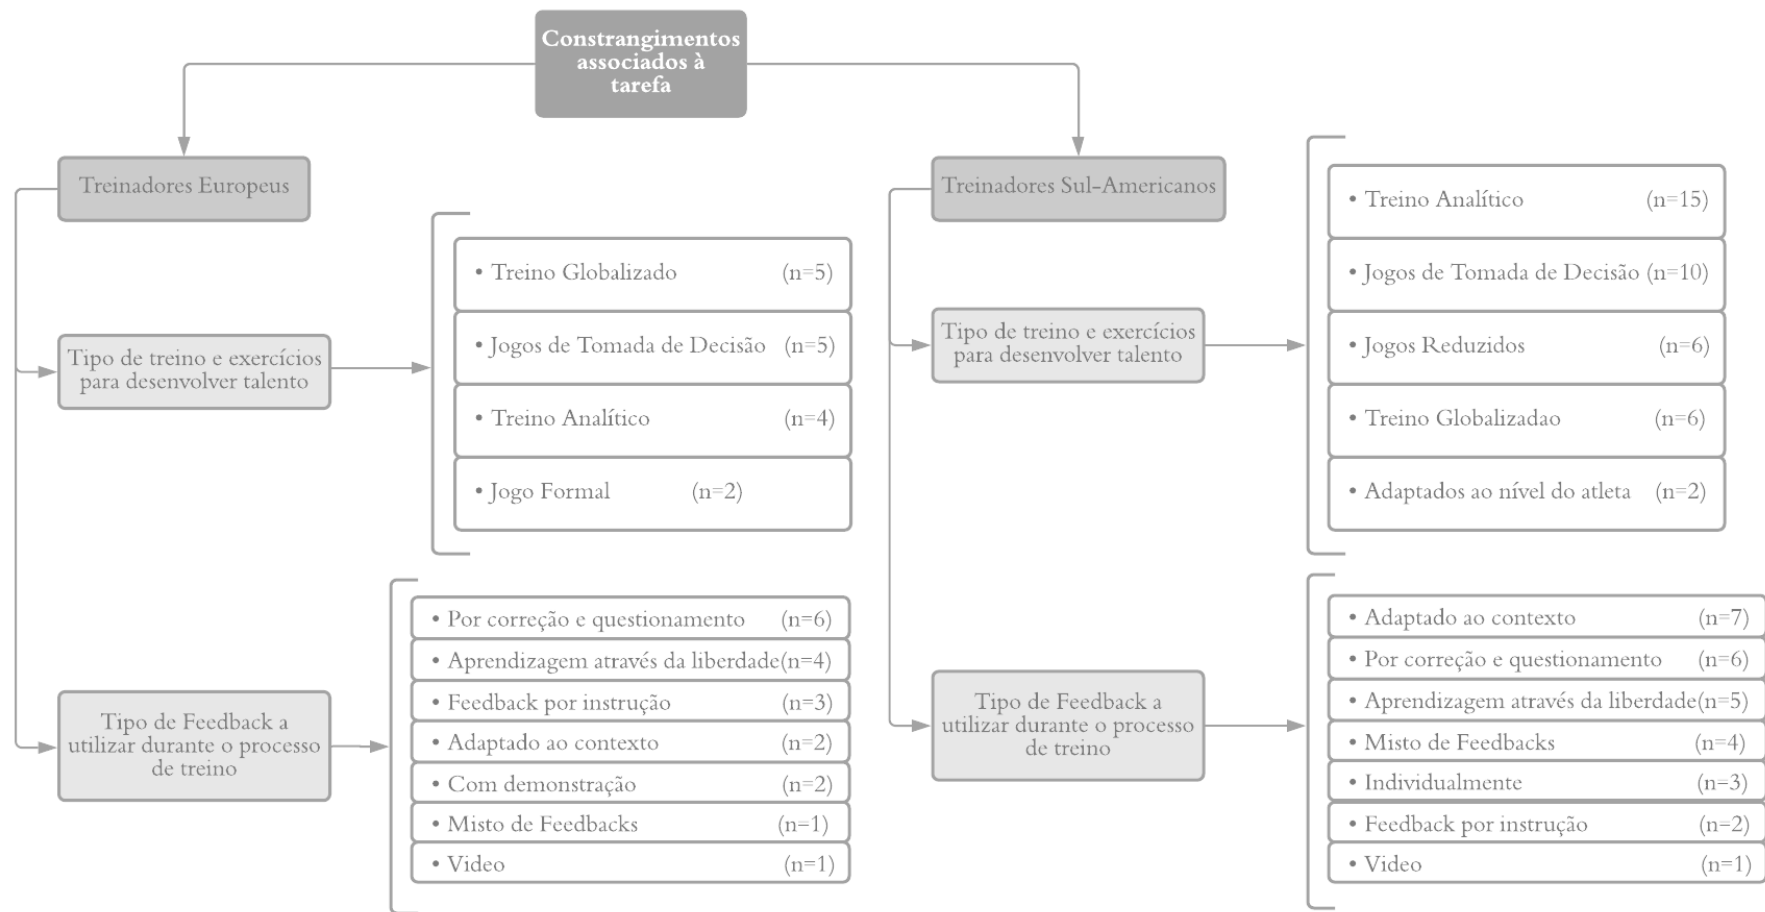 Constrangimentos
associados à
tarefa
Treinadores Europeus
Tipo de treino e exercícios
para desenvolver talento
• Treino Globalizado (n=5)
• Jogos de Tomada de Decisão (n=5)
• Treino Analítico (n=4)
• Jogo Formal (n=2)
Tipo de Feedback a
utilizar durante o processo
de treino
• Por correção e questionamento (n=6)
• Aprendizagem através da liberdade(n=4)
• Feedback por instrução (n=3)
• Adaptado ao contexto (n=2)
• Com demonstração (n=2)
• Misto de Feedbacks (n=1)
• Video (n=1)
Treinadores Sul-Americanos
Tipo de treino e exercícios
para desenvolver talento
• Treino Analítico (n=15)
• Jogos de Tomada de Decisão (n=10)
• Jogos Reduzidos (n=6)
• Treino Globalizadao (n=6)
• Adaptados ao nível do atleta (n=2)
Tipo de Feedback a
utilizar durante o processo
de treino
• Adaptado ao contexto (n=7)
• Por correção e questionamento (n=6)
• Aprendizagem através da liberdade(n=5)
• Misto de Feedbacks (n=4)
• Individualmente (n=3)
• Feedback por instrução (n=2)
• Video (n=1)